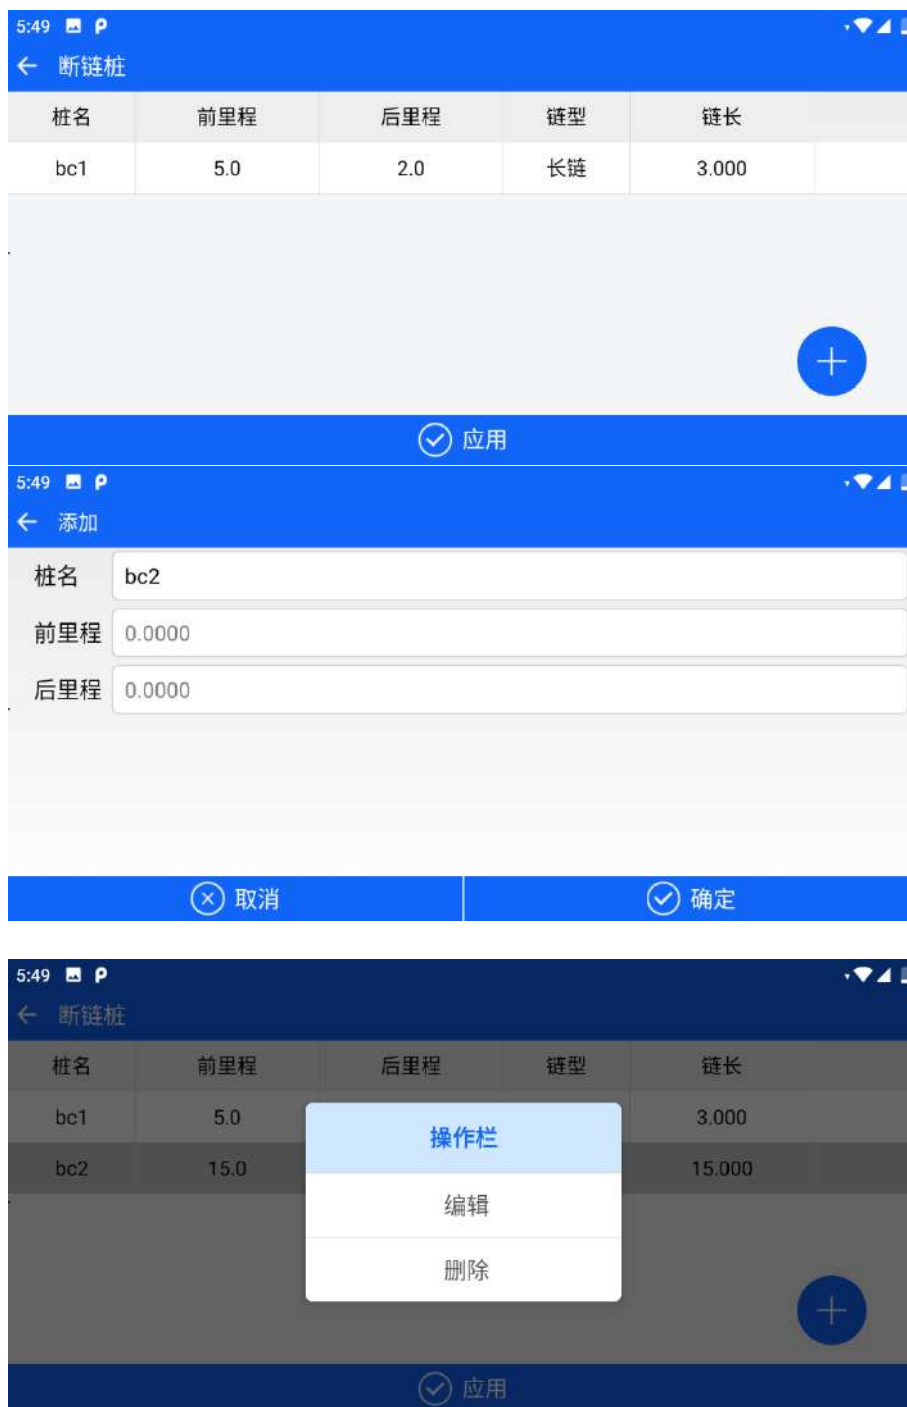 5:49
断链桩
桩名 前里程 后里程 链型 链长
bc1 5.0 2.0 长链 3.000
应用
5:49
添加
桩名 bc2
前里程 0.0000
后里程 0.0000
取消 确定
5:49
断链桩
桩名 前里程 后里程 链型 链长
bc1 5.0 3.000
操作栏
bc2 15.0 15.000
编辑
删除
应用